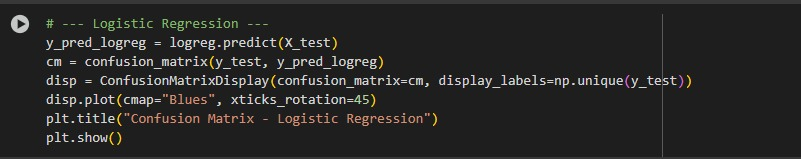 # --- Logistic Regression ---
y_pred_logreg = logreg.predict(X_test)
cm = confusion_matrix(y_test, y_pred_logreg)
disp = ConfusionMatrixDisplay(confusion_matrix=cm, display_labels=np.unique(y_test))
disp.plot(cmap="Blues", xticks_rotation=45)
plt.title("Confusion Matrix - Logistic Regression")
plt.show()